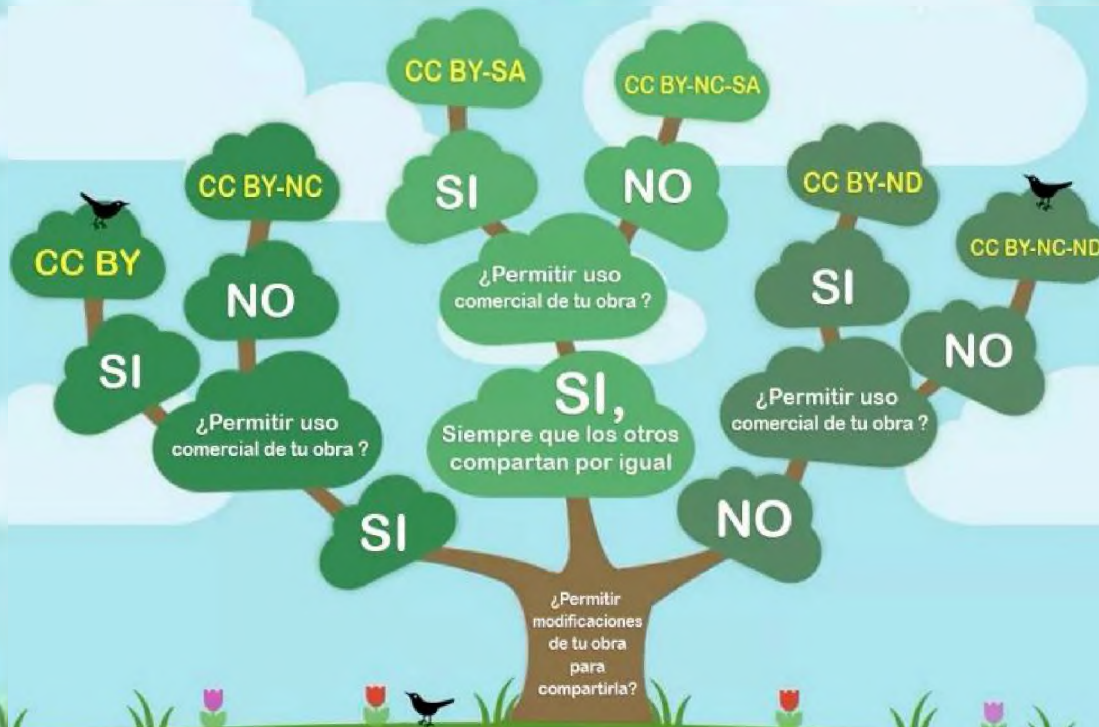 CC BY-SA
CC BY-NC-SA
CC BY-NC
CC BY-ND
CC BY
CC BY-NC-ND
SI
NO
NO
SI
SI
NO
¿Permitir uso
comercial de tu obra ?
¿Permitir uso
comercial de tu obra ?
¿Permitir uso
comercial de tu obra ?
SI,
Siempre que los otros
compartan por igual
SI
NO
¿Permitir
modificaciones
de tu obra
para
compartirla?